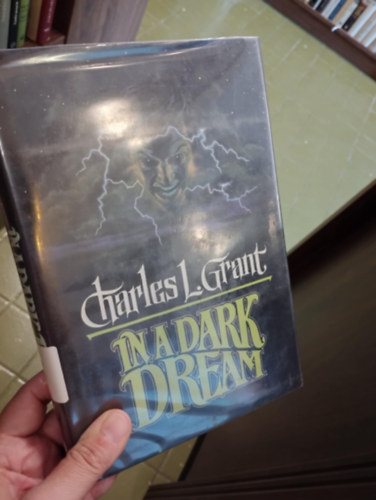 Charles L. Grant
IN A DARK
DREAM